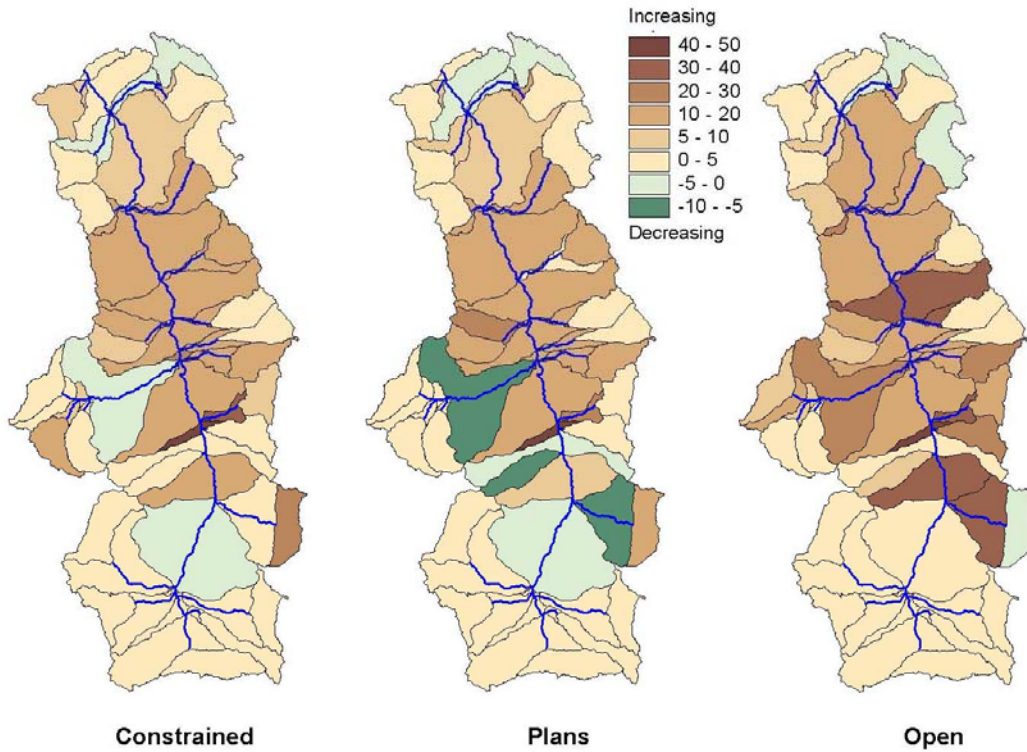 Increasing
40 - 50
30 - 40
20 - 30
10 - 20
5 - 10
0 - 5
-5 - 0
-10 - -5
Decreasing
Constrained
Plans
Open